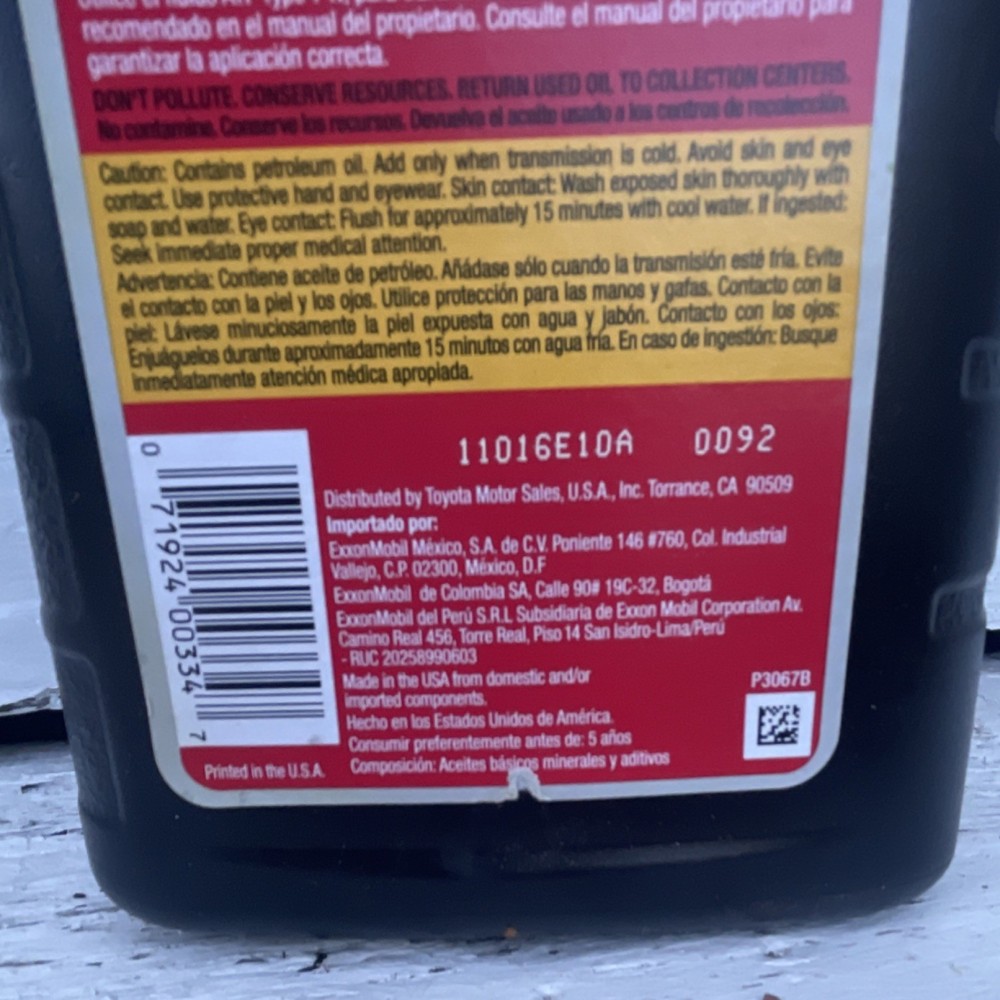 recomendado en el manual del propietario. Consulte el manual del propietario para
garantizar la aplicación correcta.
DON'T POLLUTE. CONSERVE RESOURCES. RETURN USED OIL TO COLLECTION CENTERS.
No contamine. Conserve los recursos. Devuelva el aceite usado a los centros de recolección.
Caution: Contains petroleum oil. Add only when transmission is cold. Avoid skin and eye
contact. Use protective hand and eyewear. Skin contact: Wash exposed skin thoroughly with
soap and water. Eye contact: Flush for approximately 15 minutes with cool water. If ingested:
Seek immediate proper medical attention.
Advertencia: Contiene aceite de petróleo. Añádase sólo cuando la transmisión esté fría. Evite
el contacto con la piel y los ojos. Utilice protección para las manos y gafas. Contacto con la
piel: Lávese minuciosamente la piel expuesta con agua y jabón. Contacto con los ojos:
Enjuáguelos durante aproximadamente 15 minutos con agua fría. En caso de ingestión: Busque
inmediatamente atención médica apropiada.
11016E10A 0092
0 71924 00334 7
Distributed by Toyota Motor Sales, U.S.A., Inc. Torrance, CA 90509
Importado por:
ExxonMobil México, S.A. de C.V. Poniente 146 #760, Col. Industrial
Vallejo, C.P. 02300, México, D.F
ExxonMobil de Colombia SA, Calle 90# 19C-32, Bogotá
ExxonMobil del Perú S.R.L Subsidiaria de Exxon Mobil Corporation Av.
Camino Real 456, Torre Real, Piso 14 San Isidro-Lima/Perú
- RUC 20258990603
Made in the USA from domestic and/or
imported components.
Hecho en los Estados Unidos de América.
Consumir preferentemente antes de: 5 años
Composición: Aceites básicos minerales y aditivos
P3067B
Printed in the U.S.A.